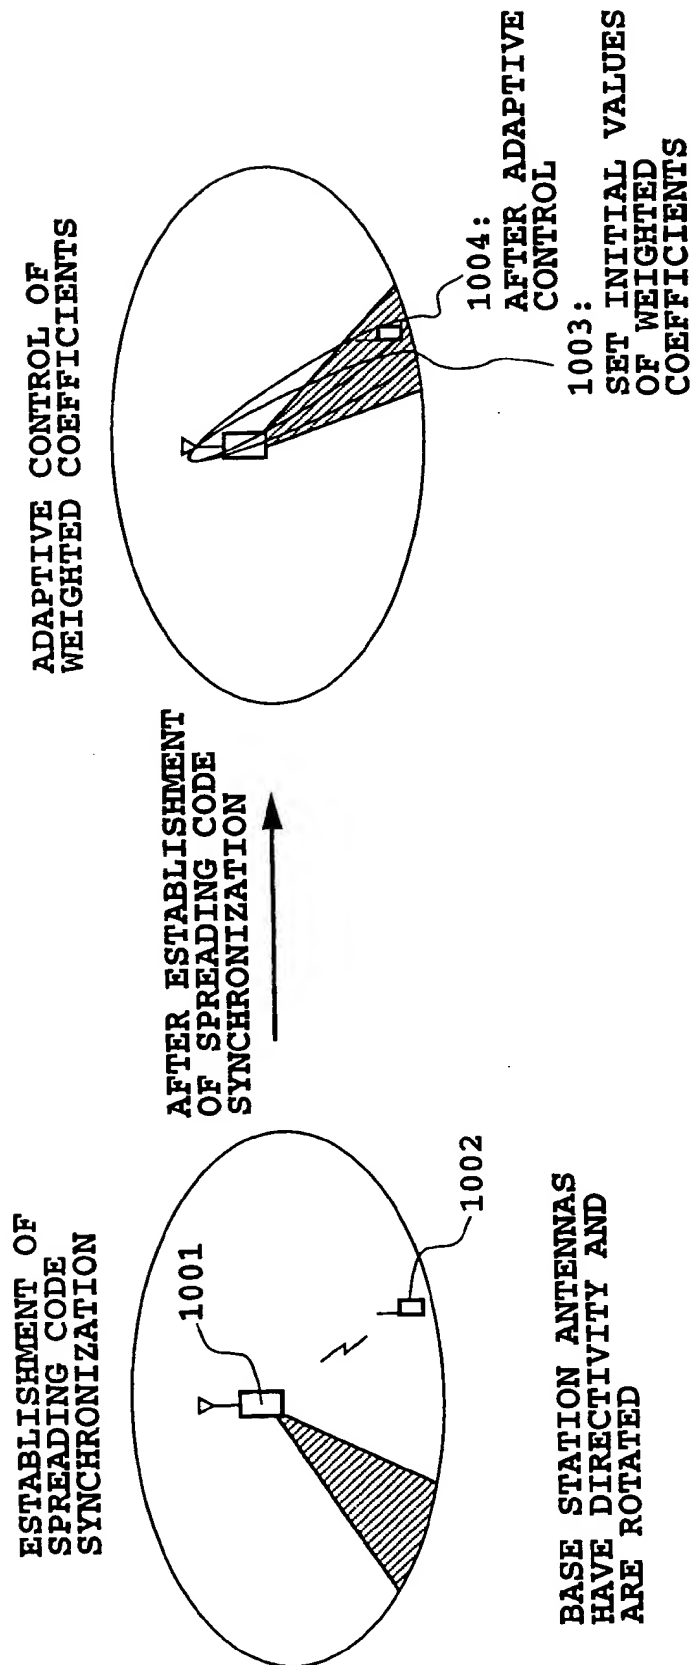 ESTABLISHMENT OF
SPREADING CODE
SYNCHRONIZATION
1001
1002
BASE STATION ANTENNAS
HAVE DIRECTIVITY AND
ARE ROTATED
AFTER ESTABLISHMENT
OF SPREADING CODE
SYNCHRONIZATION
ADAPTIVE CONTROL OF
WEIGHTED COEFFICIENTS
1004:
AFTER ADAPTIVE
CONTROL
1003:
SET INITIAL VALUES
OF WEIGHTED
COEFFICIENTS